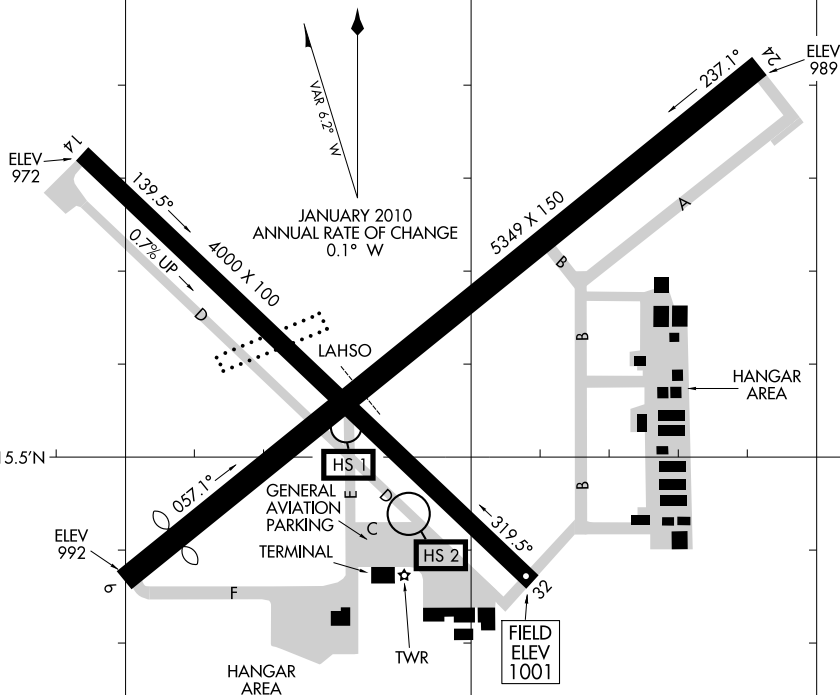 24
ELEV
989
237.1°
VAR 6.2° W
14
ELEV
972
139.5°
JANUARY 2010
ANNUAL RATE OF CHANGE
0.1° W
5349 X 150
A
0.7% UP
4000 X 100
B
D
LAHSO
B
HANGAR
AREA
15.5'N
HS 1
057.1°
GENERAL
AVIATION
PARKING
E
D
C
B
319.5°
ELEV
992
TERMINAL
HS 2
6
F
32
TWR
FIELD
ELEV
1001
HANGAR
AREA